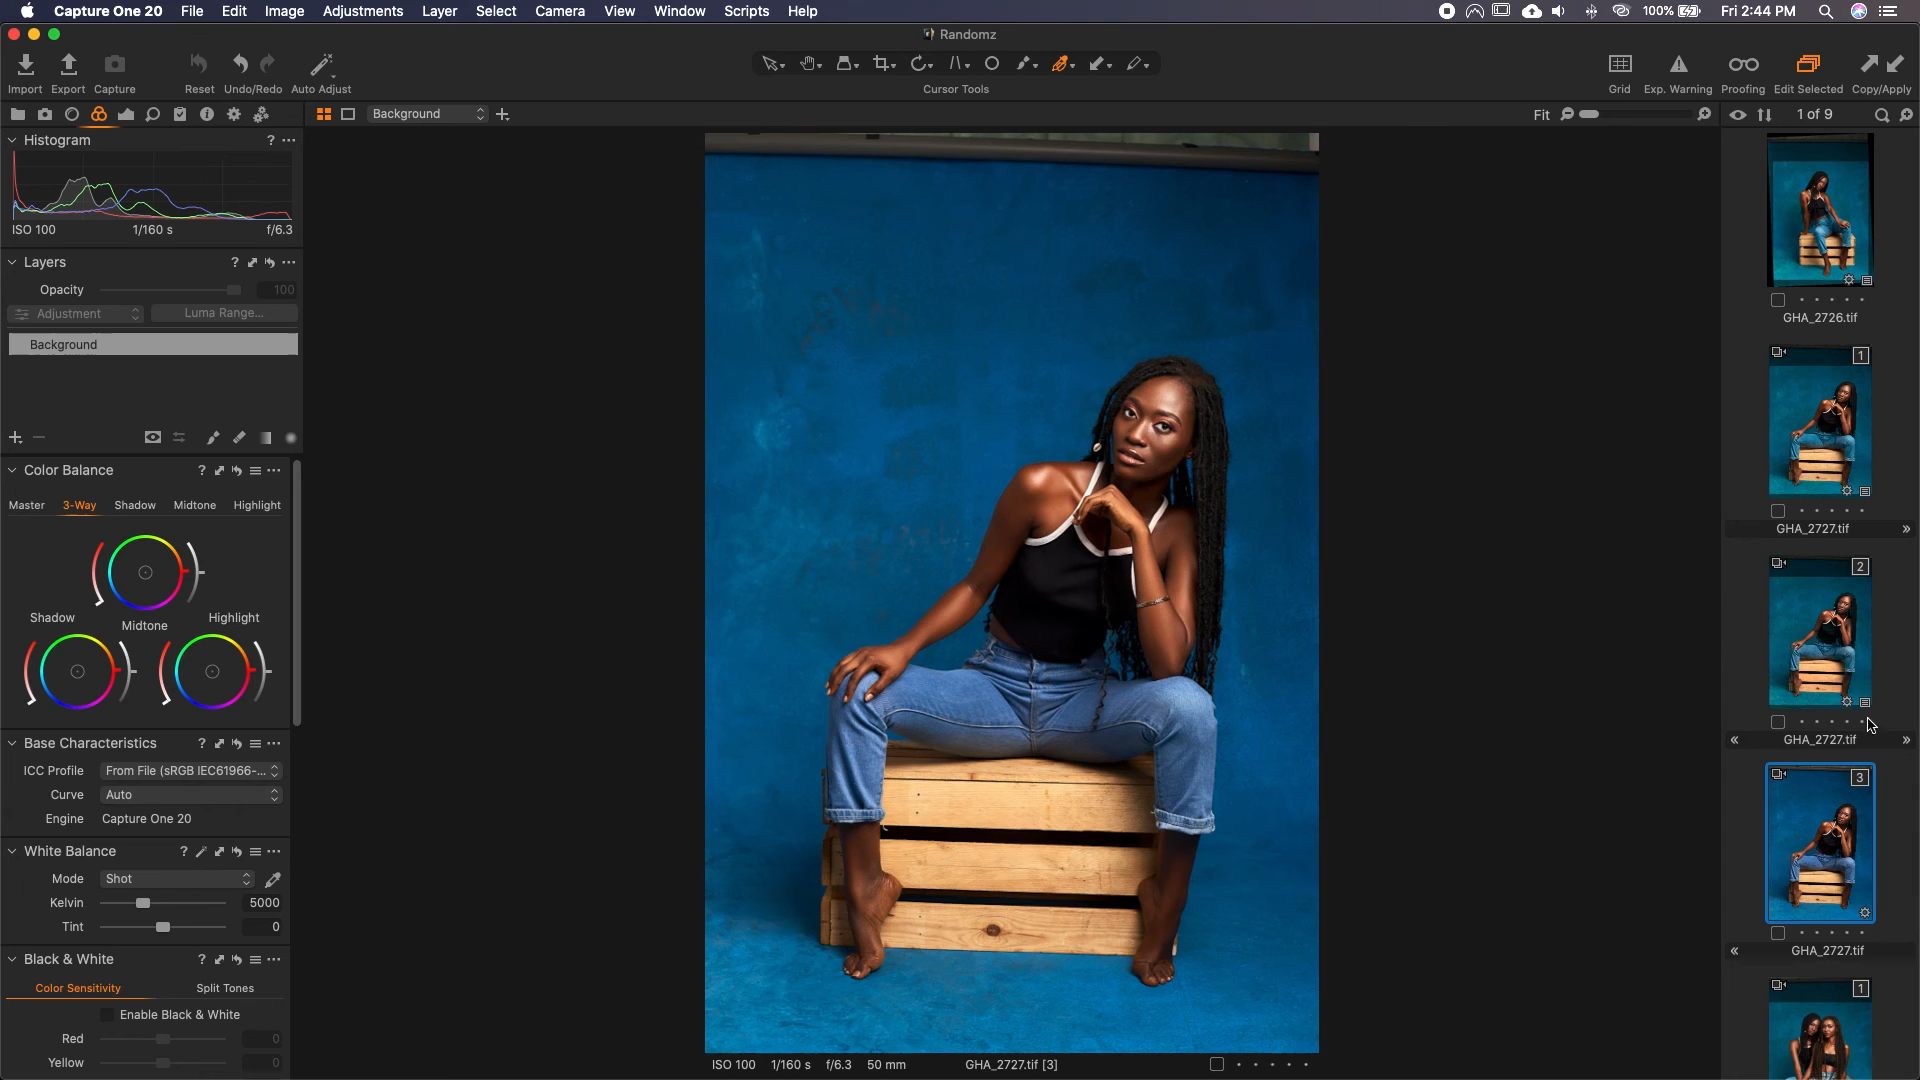 Capture One 20 File Edit Image Adjustments Layer Select Camera View Window Scripts Help 100% Fri 2:44 PM
Randomz
Import Export Capture Reset Undo/Redo Auto Adjust Cursor Tools Grid Exp. Warning Proofing Edit Selected Copy/Apply
Background Fit 1 of 9
Histogram ?
ISO 100 1/160 s f/6.3
Layers ?
Opacity 100
Adjustment Luma Range...
Background
Color Balance ?
Master 3-Way Shadow Midtone Highlight
Shadow Midtone Highlight
Base Characteristics ?
ICC Profile From File (sRGB IEC61966-...
Curve Auto
Engine Capture One 20
White Balance ?
Mode Shot
Kelvin 5000
Tint 0
Black & White ?
Color Sensitivity Split Tones
Enable Black & White
Red 0
Yellow 0
ISO 100 1/160 s f/6.3 50 mm GHA_2727.tif [3]
GHA_2726.tif
1
GHA_2727.tif »
2
« GHA_2727.tif »
3
« GHA_2727.tif
1